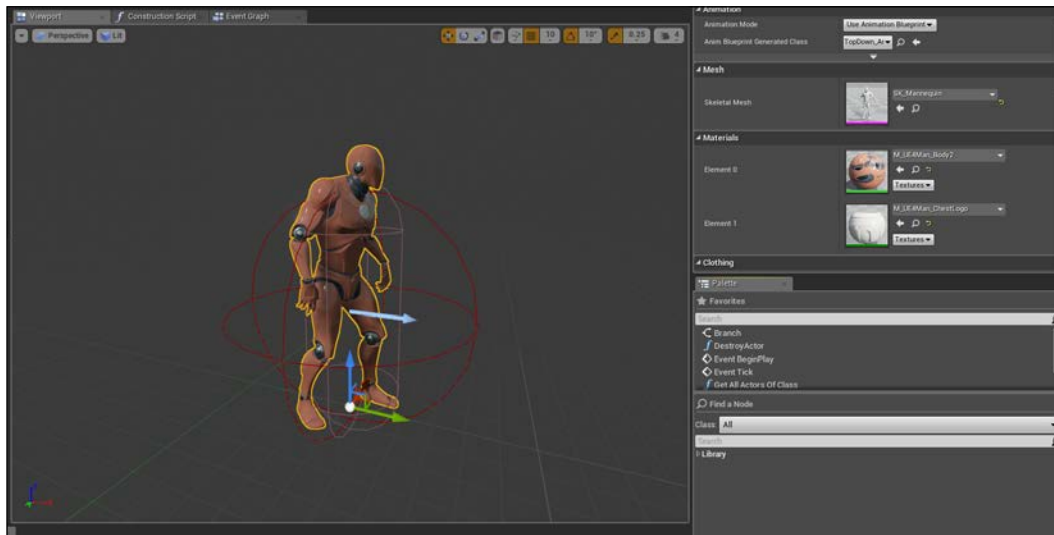 Viewport
Construction Script
Event Graph
Perspective
Lit
10
10°
0.25
4
Animation
Animation Mode
Use Animation Blueprint
Anim Blueprint Generated Class
TopDown_Ai
Mesh
Skeletal Mesh
SK_Mannequin
Materials
Element 0
M_UE4Man_Body2
Textures
Element 1
M_UE4Man_ChestLogo
Textures
Clothing
Palette
Favorites
Search
Branch
DestroyActor
Event BeginPlay
Event Tick
Get All Actors Of Class
Find a Node
Class: All
Search
Library